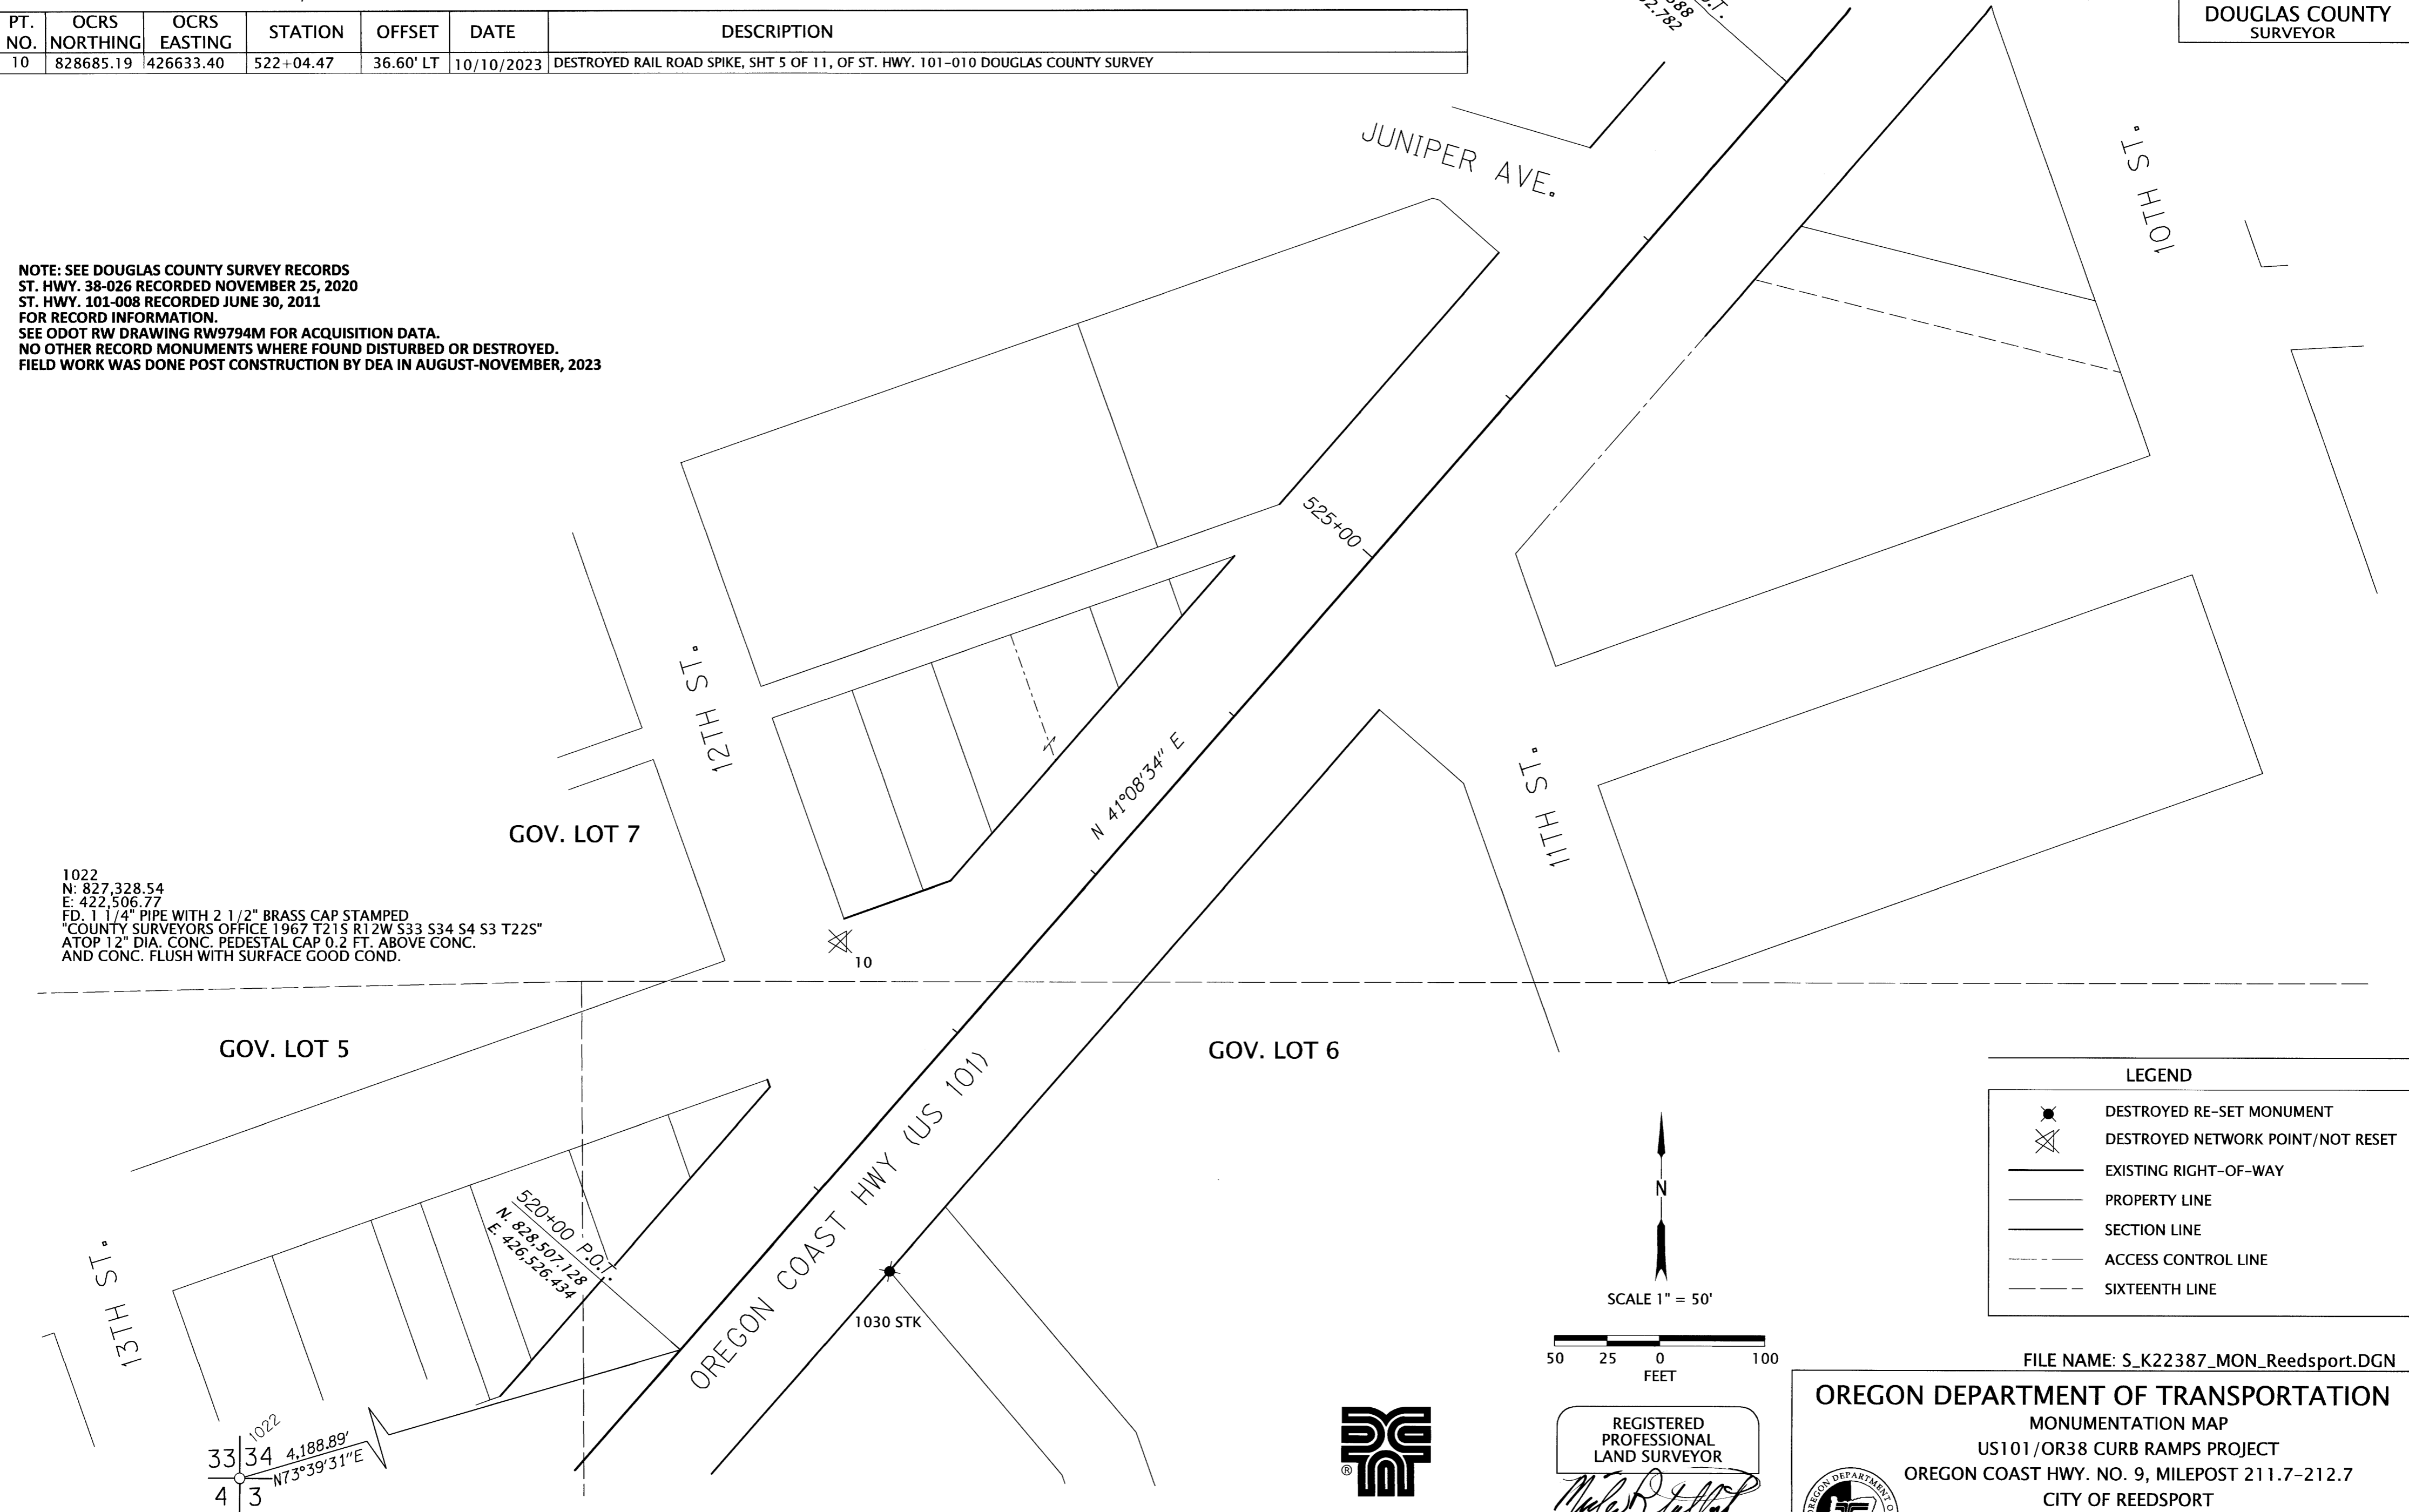 PT. NO. OCRS NORTHING OCRS EASTING STATION OFFSET DATE DESCRIPTION
10 828685.19 426633.40 522+04.47 36.60' LT 10/10/2023 DESTROYED RAIL ROAD SPIKE, SHT 5 OF 11, OF ST. HWY. 101-010 DOUGLAS COUNTY SURVEY
DOUGLAS COUNTY
SURVEYOR
JUNIPER AVE.
10TH ST.
NOTE: SEE DOUGLAS COUNTY SURVEY RECORDS
ST. HWY. 38-026 RECORDED NOVEMBER 25, 2020
ST. HWY. 101-008 RECORDED JUNE 30, 2011
FOR RECORD INFORMATION.
SEE ODOT RW DRAWING RW9794M FOR ACQUISITION DATA.
NO OTHER RECORD MONUMENTS WHERE FOUND DISTURBED OR DESTROYED.
FIELD WORK WAS DONE POST CONSTRUCTION BY DEA IN AUGUST-NOVEMBER, 2023
525+00
12TH ST.
N 41°08'34" E
11TH ST.
GOV. LOT 7
1022
N: 827,328.54
E: 422,506.77
FD. 1 1/4" PIPE WITH 2 1/2" BRASS CAP STAMPED
"COUNTY SURVEYORS OFFICE 1967 T21S R12W S33 S34 S4 S3 T22S"
ATOP 12" DIA. CONC. PEDESTAL CAP 0.2 FT. ABOVE CONC.
AND CONC. FLUSH WITH SURFACE GOOD COND.
10
GOV. LOT 5
GOV. LOT 6
OREGON COAST HWY (US 101)
520+00 P.O.T.
N. 828,507.128
E. 426,526.434
13TH ST.
1030 STK
1022
33 34
4 3
4,188.89'
N73°39'31"E
LEGEND
DESTROYED RE-SET MONUMENT
DESTROYED NETWORK POINT/NOT RESET
EXISTING RIGHT-OF-WAY
PROPERTY LINE
SECTION LINE
ACCESS CONTROL LINE
SIXTEENTH LINE
N
SCALE 1" = 50'
50 25 0 100
FEET
®
REGISTERED
PROFESSIONAL
LAND SURVEYOR
FILE NAME: S_K22387_MON_Reedsport.DGN
OREGON DEPARTMENT OF TRANSPORTATION
MONUMENTATION MAP
US101/OR38 CURB RAMPS PROJECT
OREGON COAST HWY. NO. 9, MILEPOST 211.7-212.7
CITY OF REEDSPORT
OREGON DEPARTMENT O